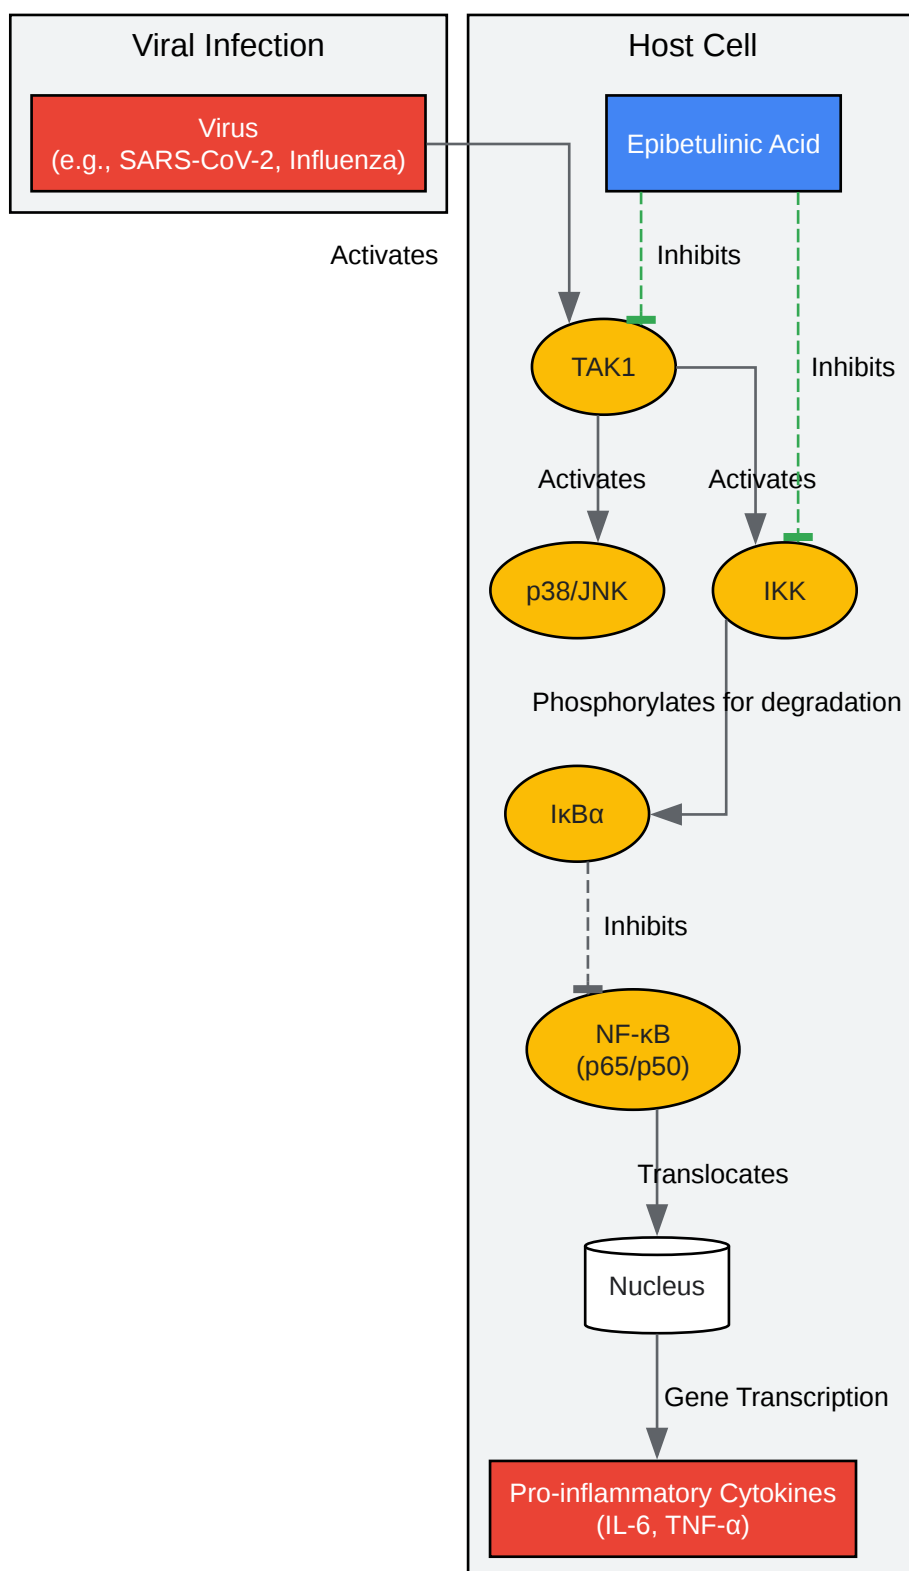 Viral Infection
Host Cell
Virus
(e.g., SARS-CoV-2, Influenza)
Epibetulinic Acid
Activates
Inhibits
Inhibits
TAK1
Activates
Activates
p38/JNK
IKK
Phosphorylates for degradation
IκBα
Inhibits
NF-κB
(p65/p50)
Translocates
Nucleus
Gene Transcription
Pro-inflammatory Cytokines
(IL-6, TNF-α)